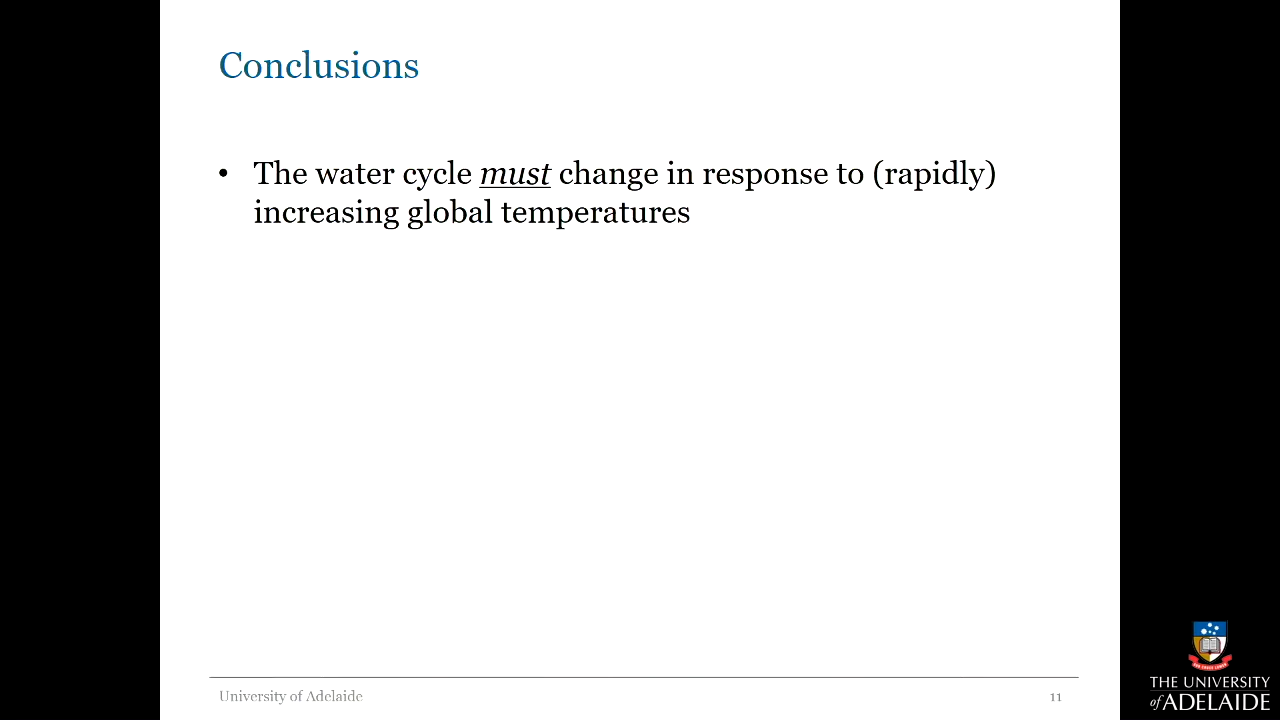 Conclusions
• The water cycle must change in response to (rapidly)
increasing global temperatures
University of Adelaide
11
THE UNIVERSITY
of ADELAIDE